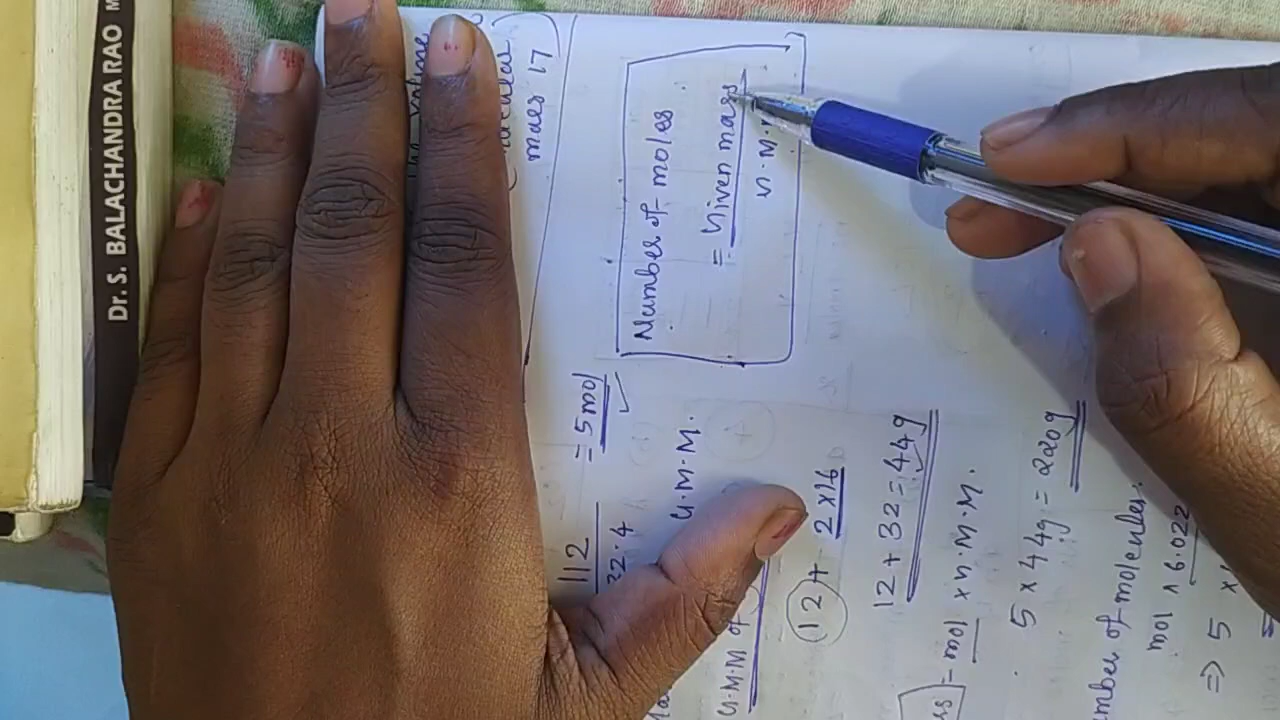 Dr. S. BALACHANDRA RAO
mass 17
Number of moles
= Given mass
G.M.
112 = 5 mol
22.4
G.M.M.
G.M.M of
12 + 2 x 16
12 + 32 = 44g
= mol x G.M.M.
5 x 44g = 220g
of molecules.
mol x 6.022
=> 5 x